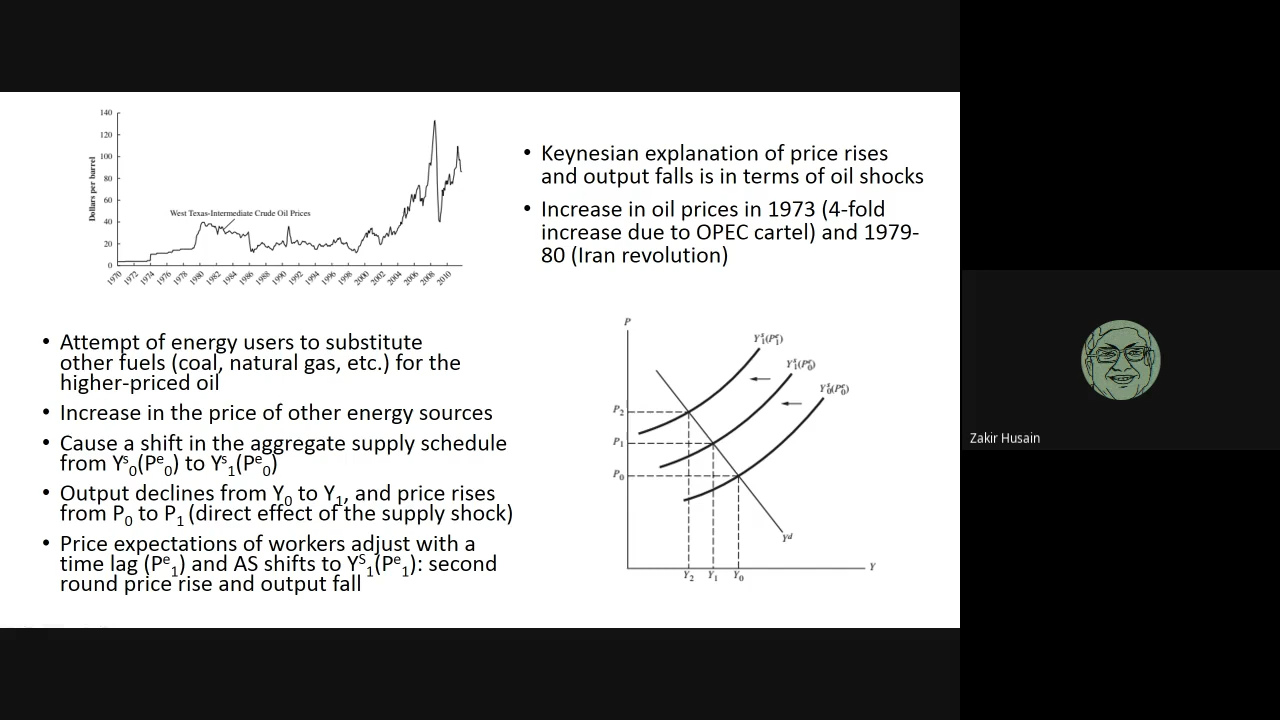 140
120
100
80
60
40
20
0
Dollars per barrel
West Texas-Intermediate Crude Oil Prices
1970 1972 1974 1976 1978 1980 1982 1984 1986 1988 1990 1992 1994 1996 1998 2000 2002 2004 2006 2008 2010
• Keynesian explanation of price rises
and output falls is in terms of oil shocks
• Increase in oil prices in 1973 (4-fold
increase due to OPEC cartel) and 1979-
80 (Iran revolution)
• Attempt of energy users to substitute
other fuels (coal, natural gas, etc.) for the
higher-priced oil
• Increase in the price of other energy sources
• Cause a shift in the aggregate supply schedule
from Yˢ₀(Pᵉ₀) to Yˢ₁(Pᵉ₀)
• Output declines from Y₀ to Y₁, and price rises
from P₀ to P₁ (direct effect of the supply shock)
• Price expectations of workers adjust with a
time lag (Pᵉ₁) and AS shifts to Yˢ₁(Pᵉ₁): second
round price rise and output fall
P
Yˢ₁(Pᵉ₁)
Yˢ₁(Pᵉ₀)
Yˢ₀(Pᵉ₀)
P₂
P₁
P₀
Yᵈ
Y₂ Y₁ Y₀
Y
Zakir Husain